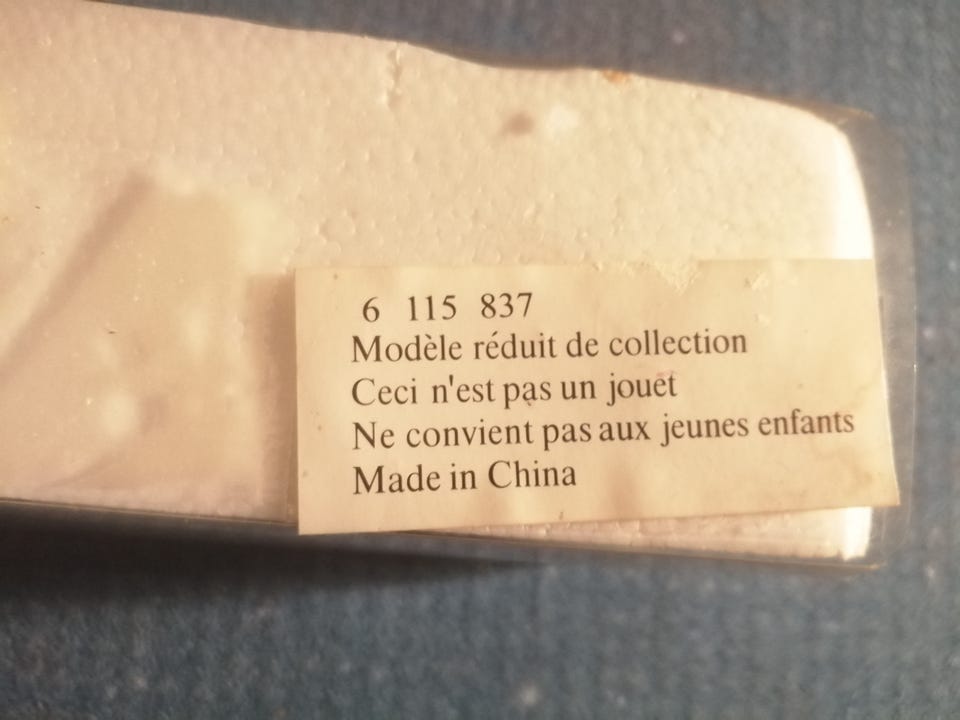 6 115 837
Modèle réduit de collection
Ceci n'est pas un jouet
Ne convient pas aux jeunes enfants
Made in China